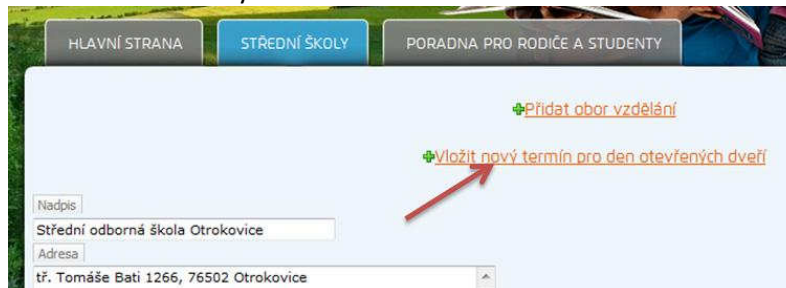 HLAVNÍ STRANA
STŘEDNÍ ŠKOLY
PORADNA PRO RODIČE A STUDENTY
Přidat obor vzdělání
Vložit nový termín pro den otevřených dveří
Nadpis
Střední odborná škola Otrokovice
Adresa
tř. Tomáše Bati 1266, 76502 Otrokovice